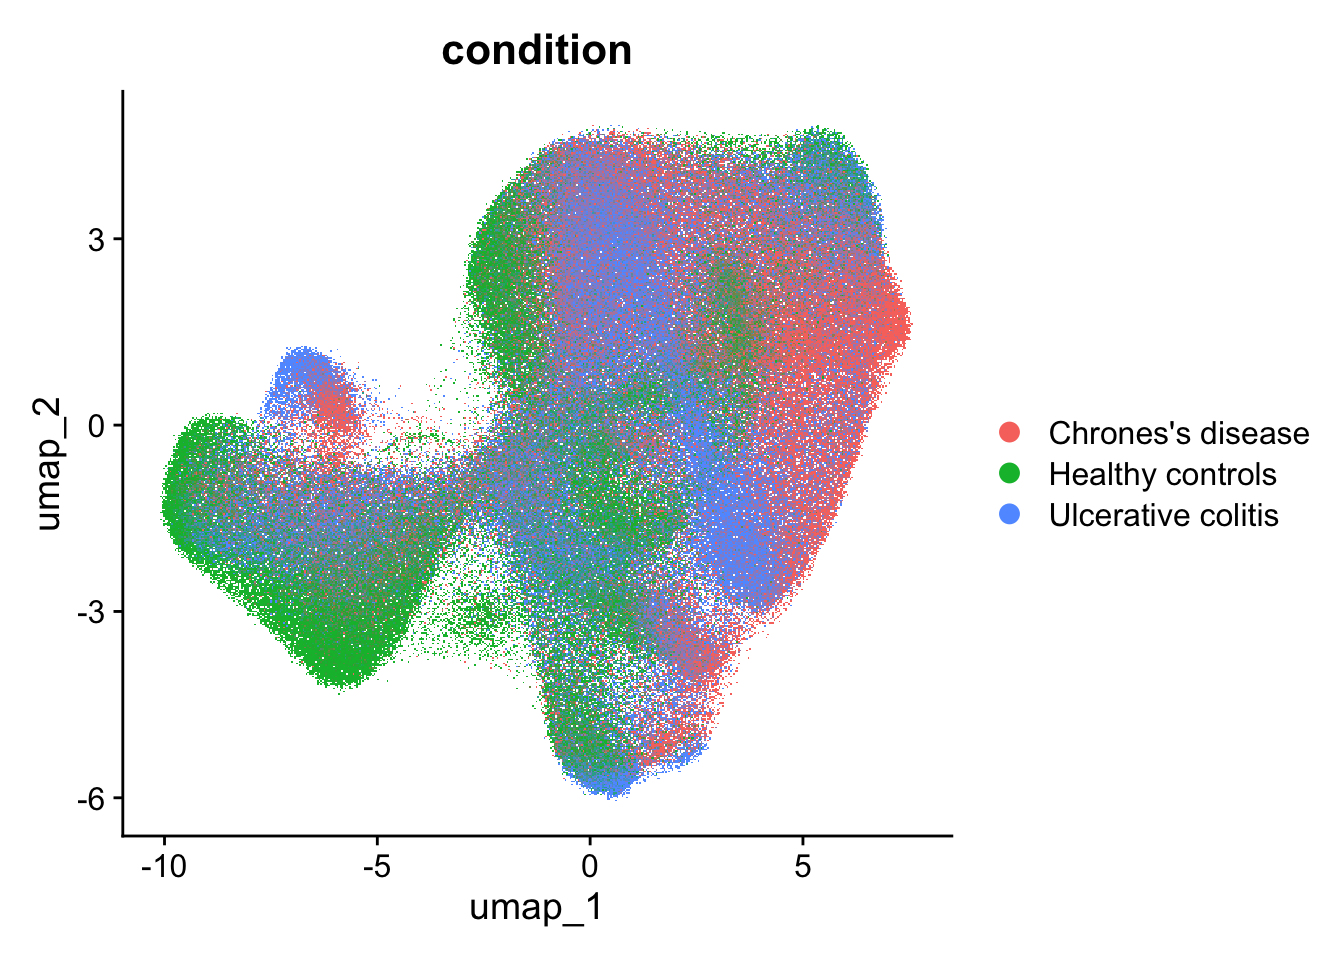 condition
3
0
-3
-6
-10
-5
0
5
umap_1
umap_2
Chrones's disease
Healthy controls
Ulcerative colitis